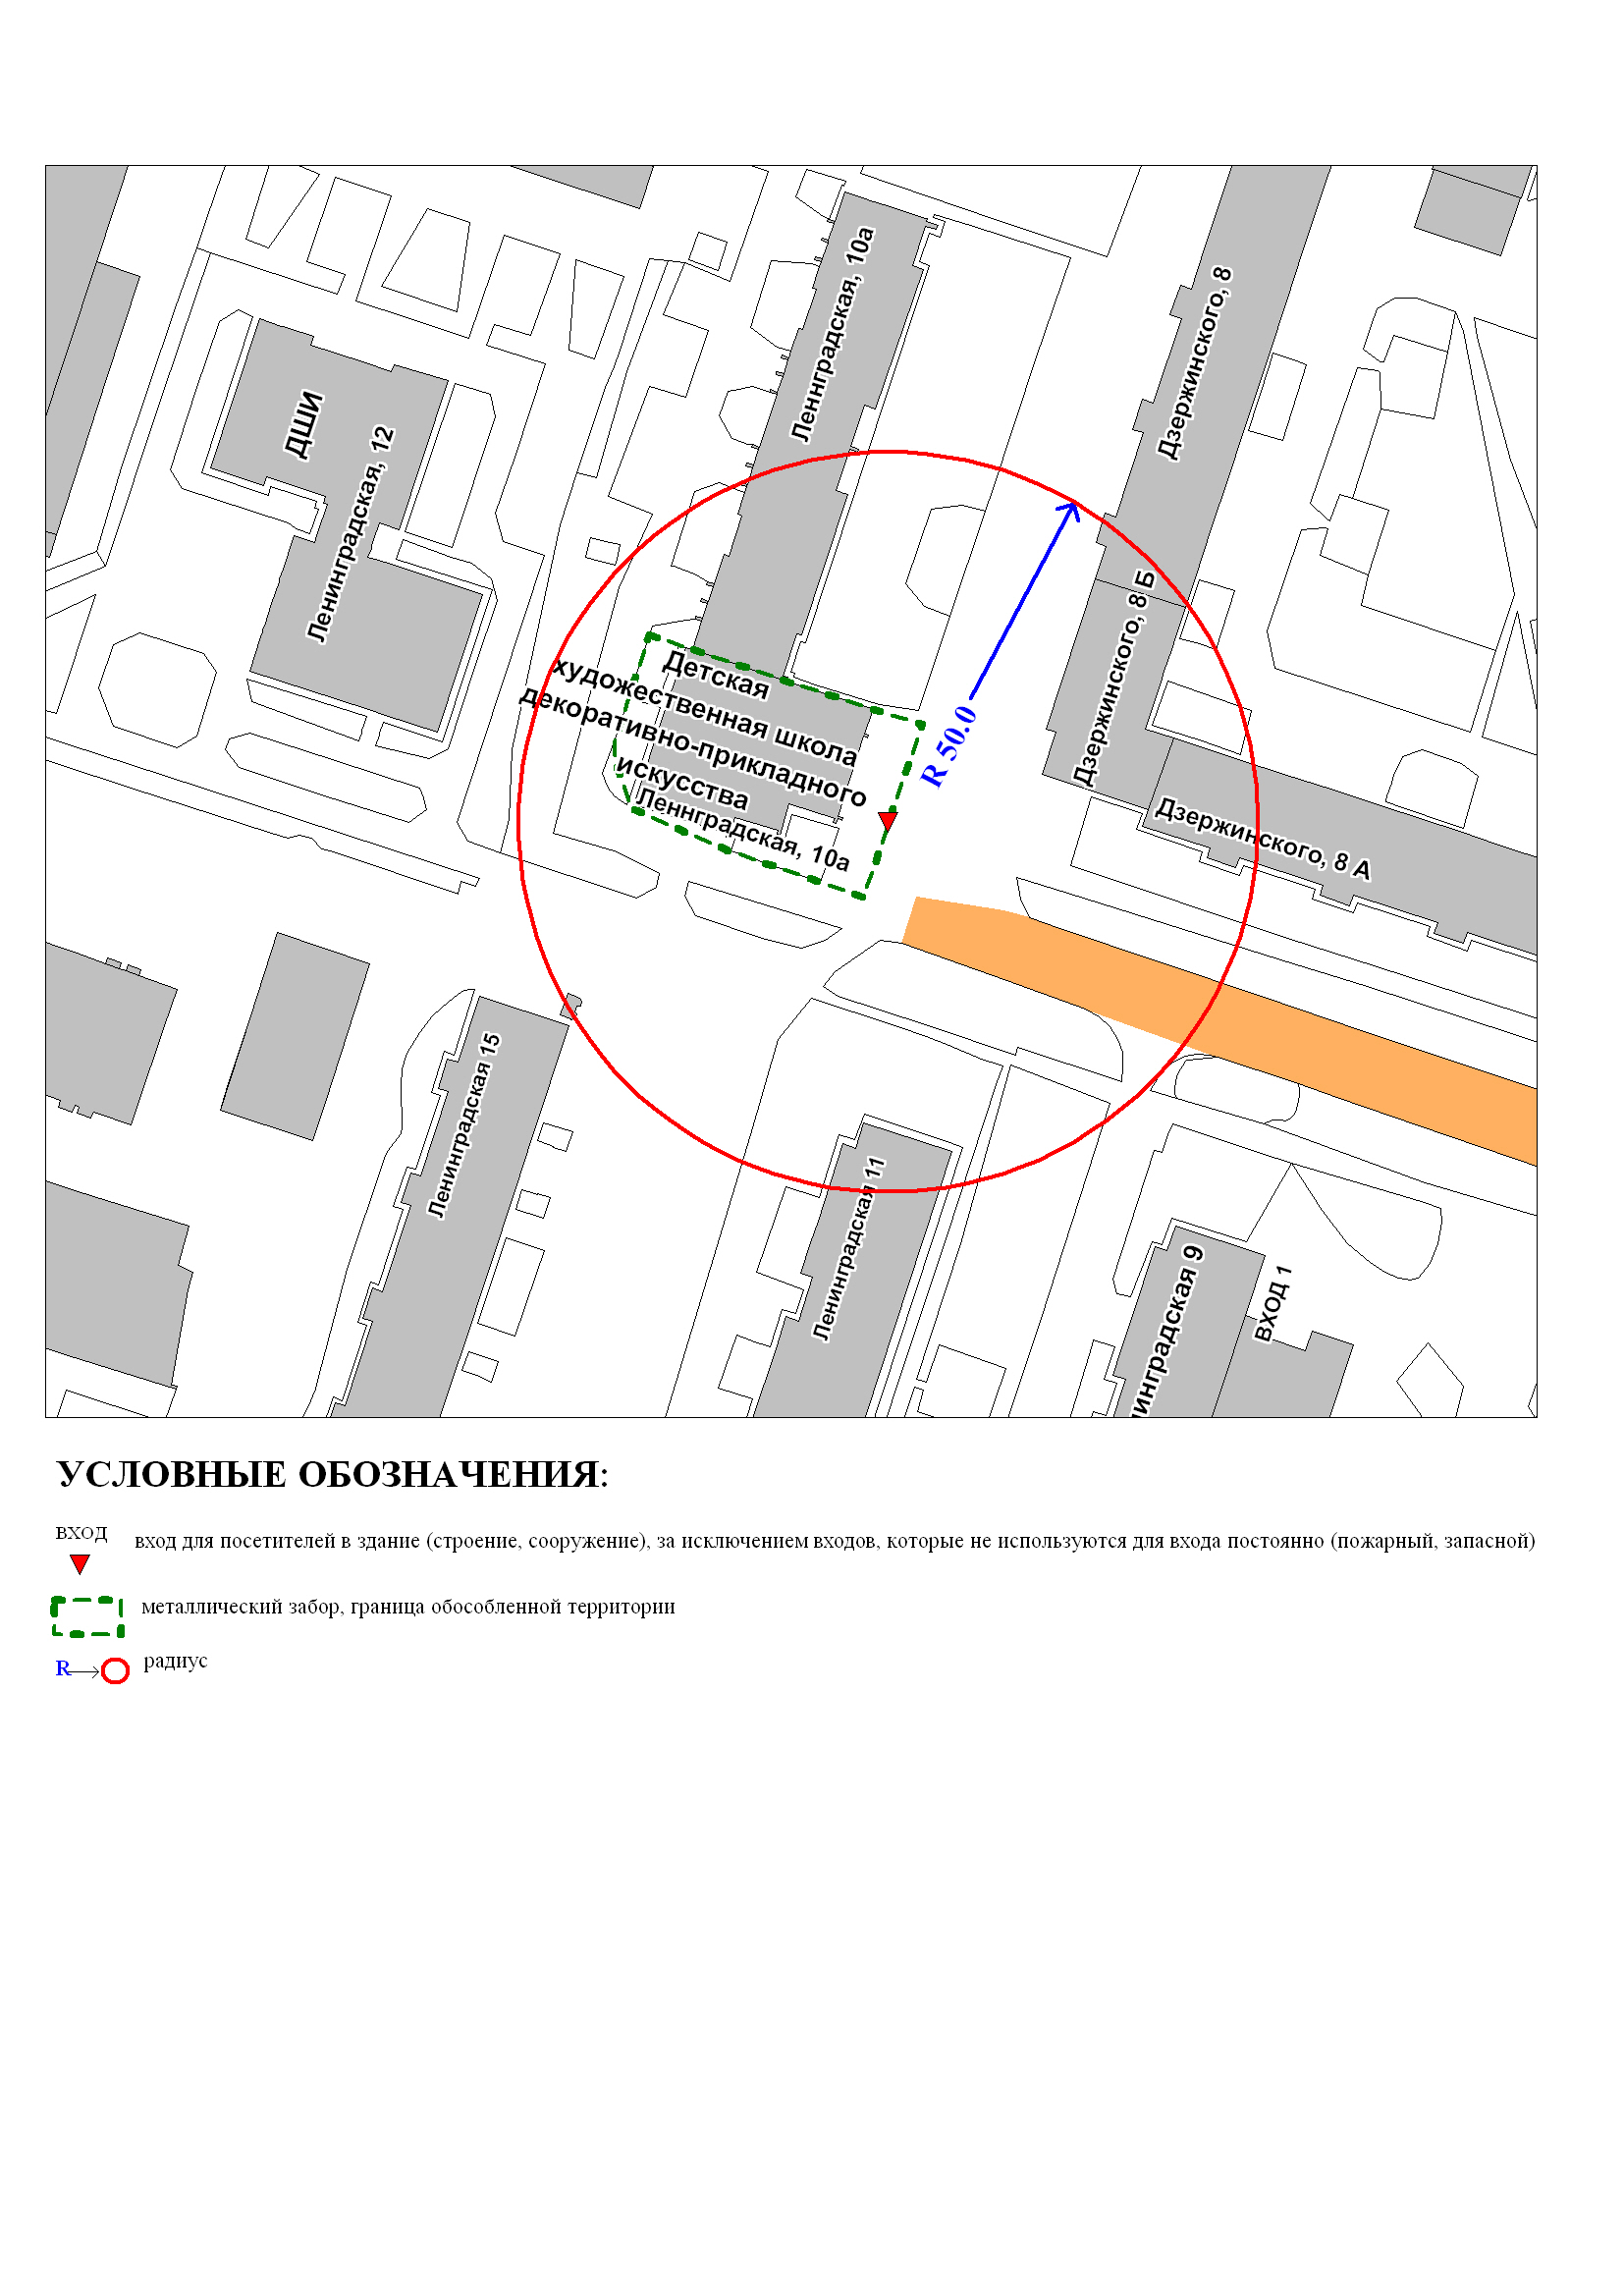 Леннградская, 10а
Дзержинского, 8
ДШИ
Ленинградская, 12
Дзержинского, 8 Б
Детская
художественная школа
декоративно-прикладного
искусства
Леннградская, 10а
R 50.0
Дзержинского, 8 А
Ленинградская 15
Ленинградская 11
нинградская 9
ВХОД 1
УСЛОВНЫЕ ОБОЗНАЧЕНИЯ:
ВХОД
вход для посетителей в здание (строение, сооружение), за исключением входов, которые не используются для входа постоянно (пожарный, запасной)
металлический забор, граница обособленной территории
R
радиус